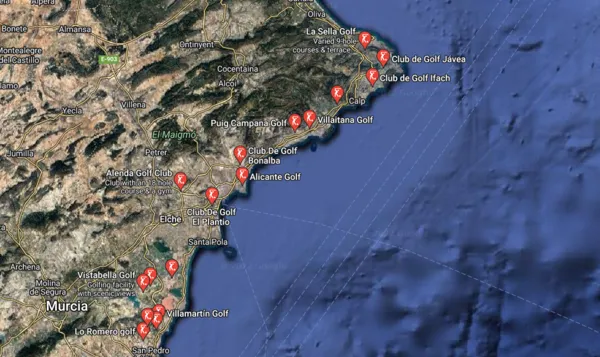 Oliva
Bonete
Almansa
La Sella Golf
Varied 9-hole
courses & terrace
Ontinyent
Montealegre
del Castillo
E-903
Club de Golf Jávea
Cocentaina
Club de Golf Ifach
Alcoi
Yecla
Villena
Calp
Puig Campana Golf
Villaitana Golf
El Maigmo
Jumilla
Petrer
Club De Golf
Bonalba
Alenda Golf Club
Club with an 18-hole
course & a gym
Alicante Golf
Elche
Club De Golf
El Plantio
Santa Pola
Archena
Vistabella Golf
Golfing facility
with scenic views
Molina
de Segura
Murcia
Villamartín Golf
Lo Romero golf
San Pedro